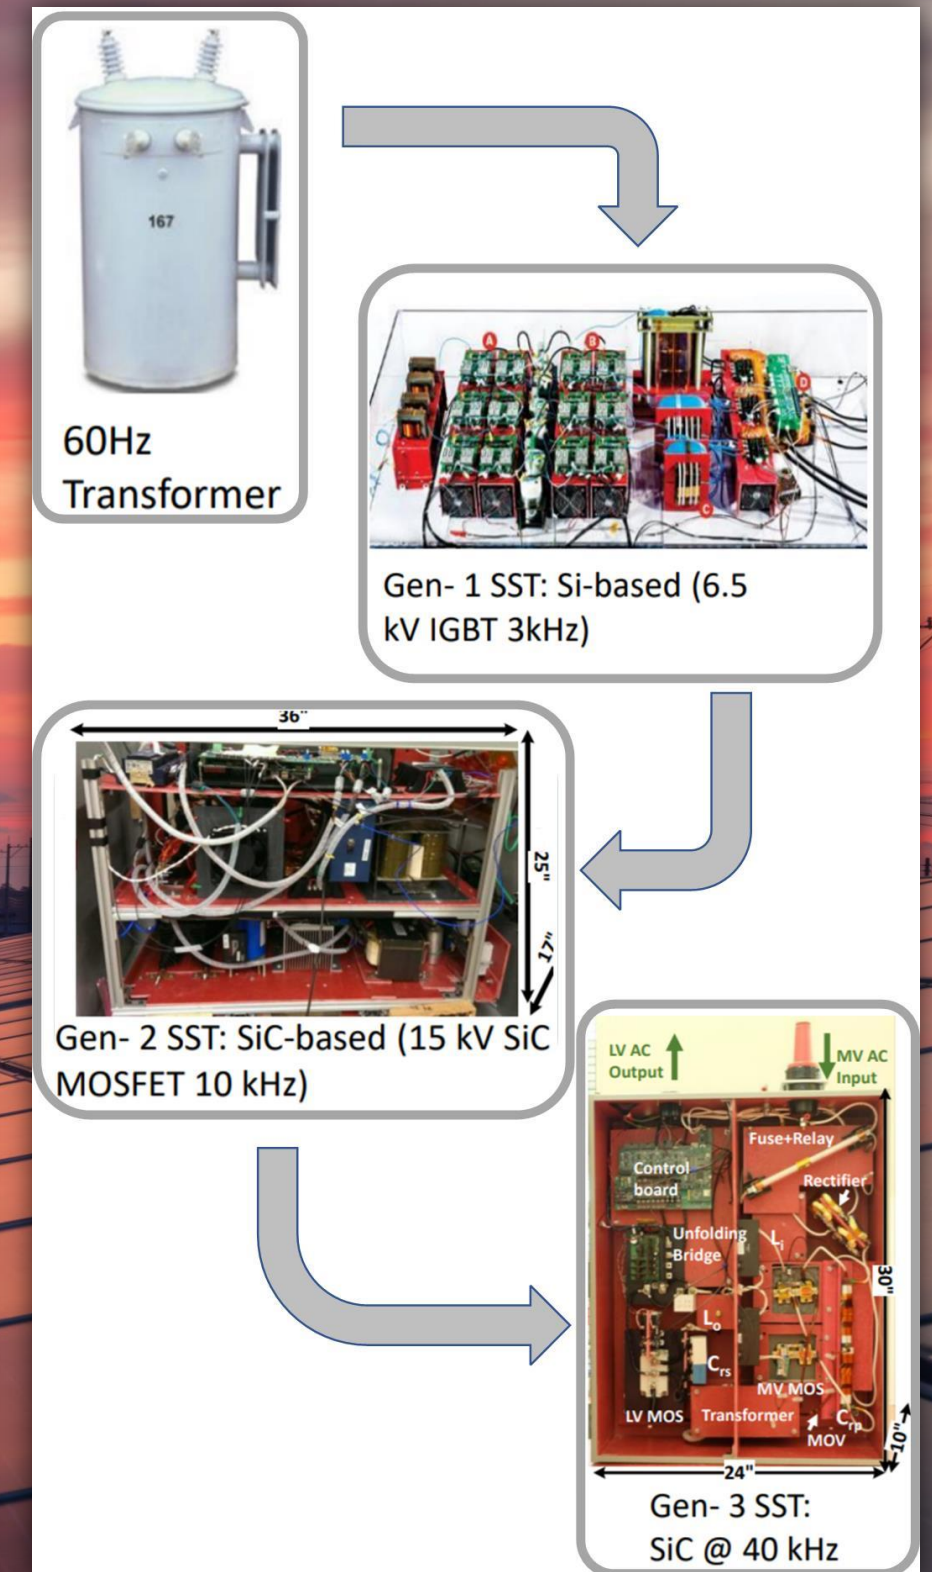 167
60Hz
Transformer
A
B
D
C
Gen- 1 SST: Si-based (6.5
kV IGBT 3kHz)
36"
25"
17"
Gen- 2 SST: SiC-based (15 kV SiC
MOSFET 10 kHz)
LV AC
Output
MV AC
Input
Fuse+Relay
Control
board
Rectifier
Unfolding
Bridge
Li
30"
Lo
Crs
MV MOS
LV MOS
Transformer
Crp
MOV
10"
24"
Gen- 3 SST:
SiC @ 40 kHz